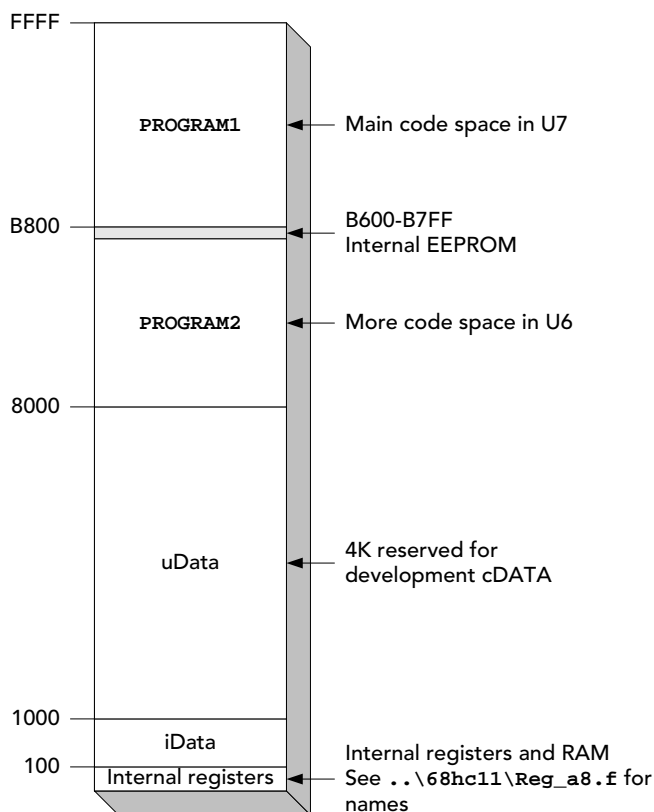 FFFF
PROGRAM1
Main code space in U7
B800
B600-B7FF
Internal EEPROM
PROGRAM2
More code space in U6
8000
uData
4K reserved for
development cDATA
1000
iData
100
Internal registers
Internal registers and RAM
See ..\68hc11\Reg_a8.f for
names